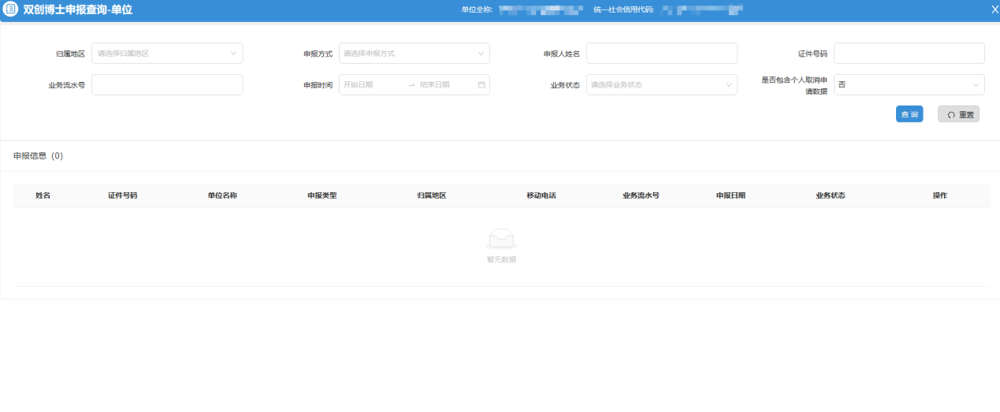 双创博士申报查询-单位 单位全称: 统一社会信用代码: X
归属地区 请选择归属地区 申报方式 请选择申报方式 申报人姓名 证件号码
业务流水号 申报时间 开始日期 → 结束日期 业务状态 请选择业务状态 是否包含个人取消申 否
请数据
查 询 重置
申报信息（0）
姓名 证件号码 单位名称 申报类型 归属地区 移动电话 业务流水号 申报日期 业务状态 操作
暂无数据